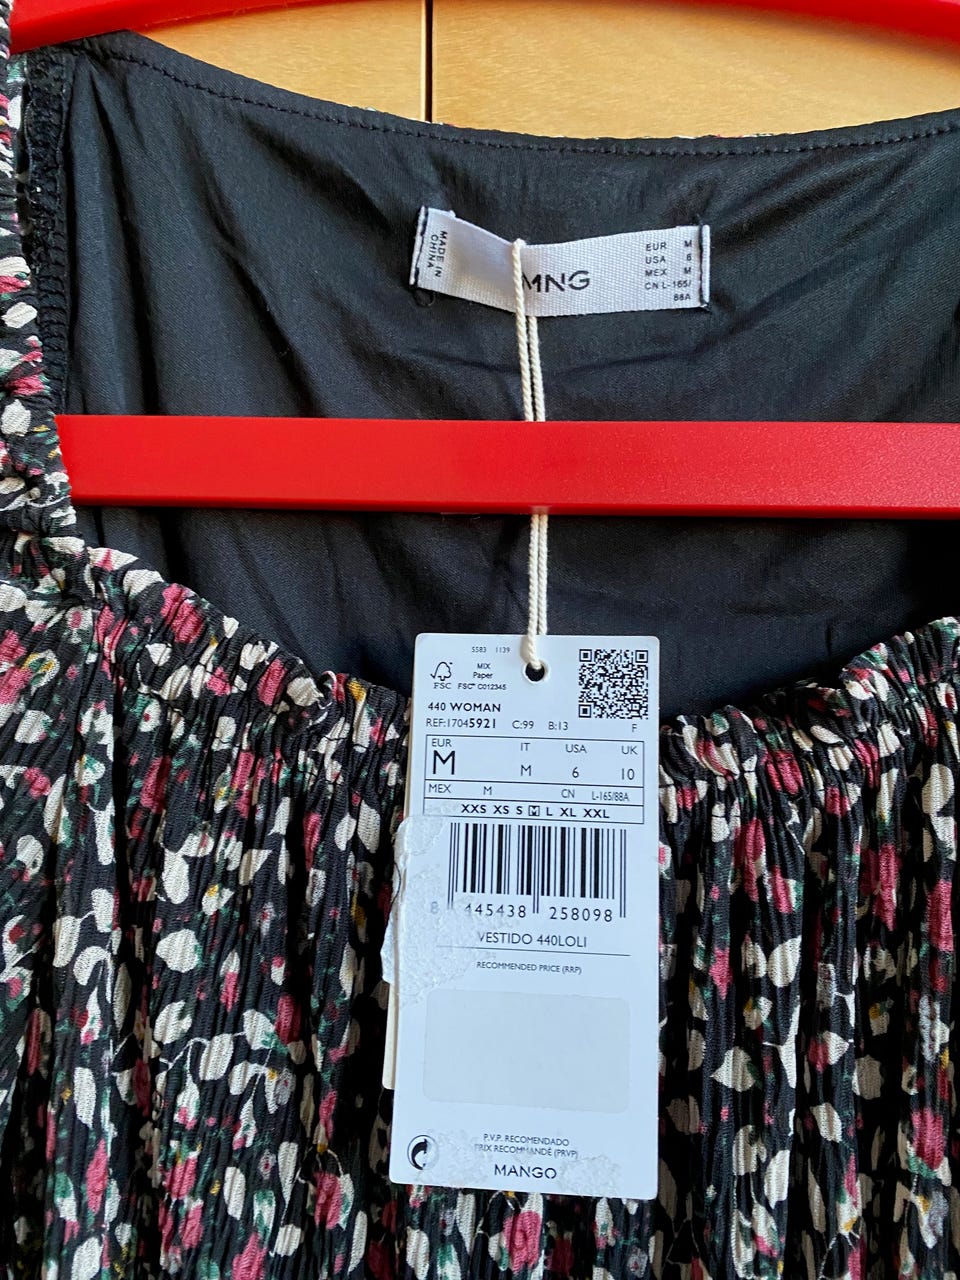 MADE IN
CHINA
MNG
EUR M
USA 6
MEX M
CN L-165/
88A
5583 1139
MIX
Paper
FSC FSC® C012345
440 WOMAN
REF:17045921 C:99 B:13 F
EUR IT USA UK
M M 6 10
MEX M CN L-165/88A
XXS XS S M L XL XXL
8 445438 258098
VESTIDO 440LOLI
RECOMMENDED PRICE (RRP)
P.V.P. RECOMENDADO
PRIX RECOMMANDÉ (PRVP)
MANGO